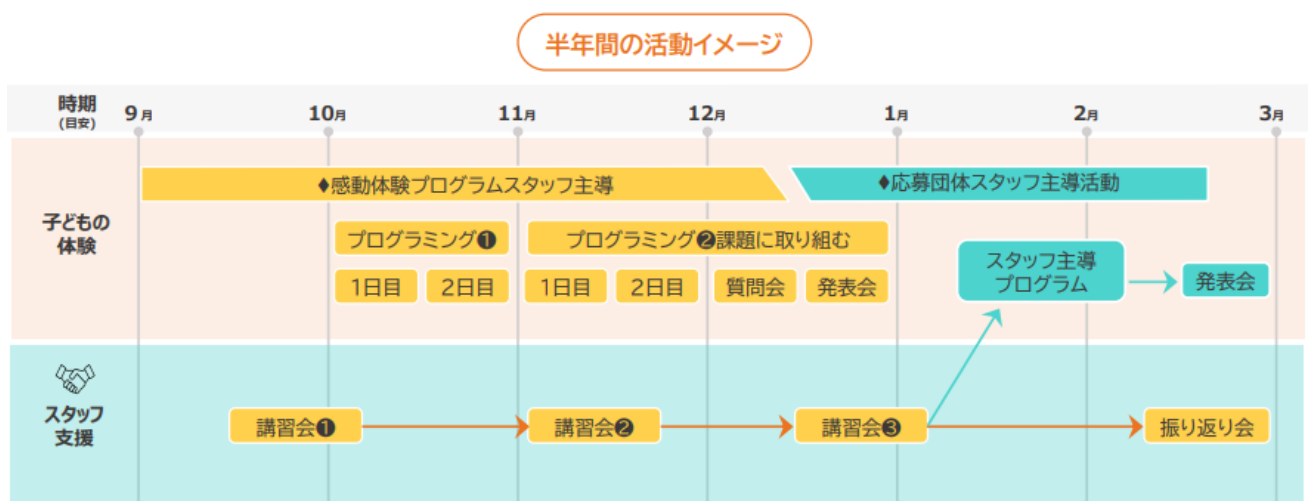 半年間の活動イメージ
時期
(目安)
9月
10月
11月
12月
1月
2月
3月
子どもの
体験
♦感動体験プログラムスタッフ主導
♦応募団体スタッフ主導活動
プログラミング❶
プログラミング❷課題に取り組む
1日目
2日目
1日目
2日目
質問会
発表会
スタッフ主導
プログラム
発表会
スタッフ
支援
講習会❶
講習会❷
講習会❸
振り返り会